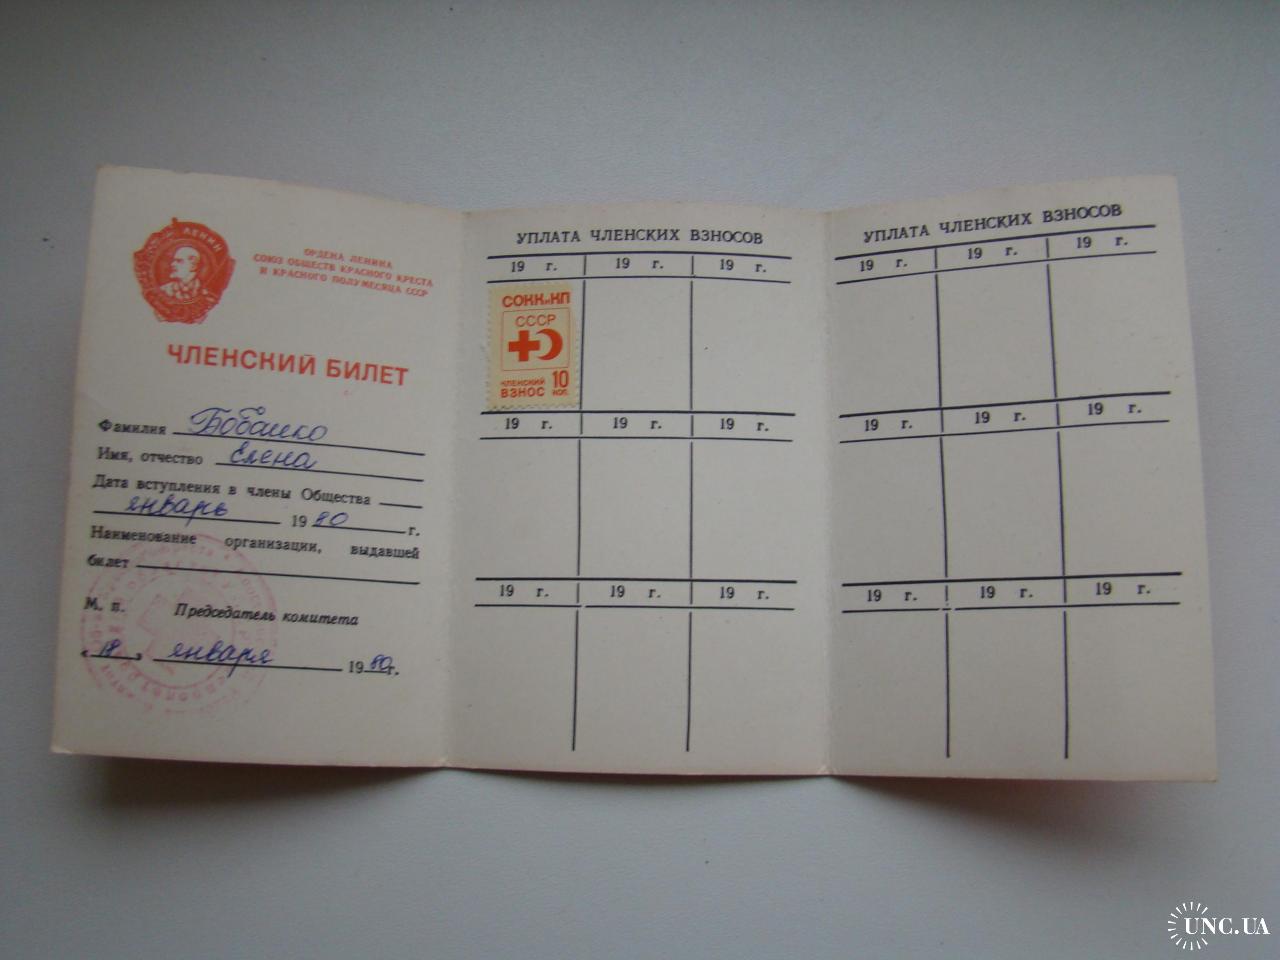 ЛЕНИН
ОРДЕНА ЛЕНИНА
СОЮЗ ОБЩЕСТВ КРАСНОГО КРЕСТА
И КРАСНОГО ПОЛУМЕСЯЦА СССР
ЧЛЕНСКИЙ БИЛЕТ
Фамилия
Имя, отчество Елена
Дата вступления в члены Общества
январь 1980 г.
Наименование организации, выдавшей
билет
М. п. Председатель комитета
« 18 » января 1980г.
УПЛАТА ЧЛЕНСКИХ ВЗНОСОВ
19 г. 19 г. 19 г.
СОКК и КП
СССР
ЧЛЕНСКИЙ
ВЗНОС
10
КОП.
19 г. 19 г. 19 г.
19 г. 19 г. 19 г.
УПЛАТА ЧЛЕНСКИХ ВЗНОСОВ
19 г. 19 г. 19 г.
19 г. 19 г. 19 г.
19 г. 19 г. 19 г.
UNC.UA